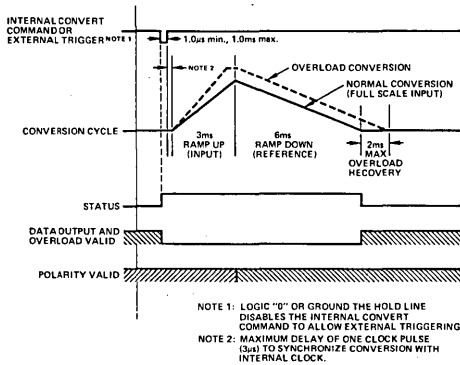 INTERNAL CONVERT
COMMAND OR
EXTERNAL TRIGGER NOTE 1
1.0μs min., 1.0ms max.
NOTE 2
OVERLOAD CONVERSION
NORMAL CONVERSION
(FULL SCALE INPUT)
CONVERSION CYCLE
3ms
RAMP UP
(INPUT)
6ms
RAMP DOWN
(REFERENCE)
2ms
MAX
OVERLOAD
RECOVERY
STATUS
DATA OUTPUT AND
OVERLOAD VALID
POLARITY VALID
NOTE 1: LOGIC "0" OR GROUND THE HOLD LINE
DISABLES THE INTERNAL CONVERT
COMMAND TO ALLOW EXTERNAL TRIGGERING
NOTE 2: MAXIMUM DELAY OF ONE CLOCK PULSE
(3μs) TO SYNCHRONIZE CONVERSION WITH
INTERNAL CLOCK.